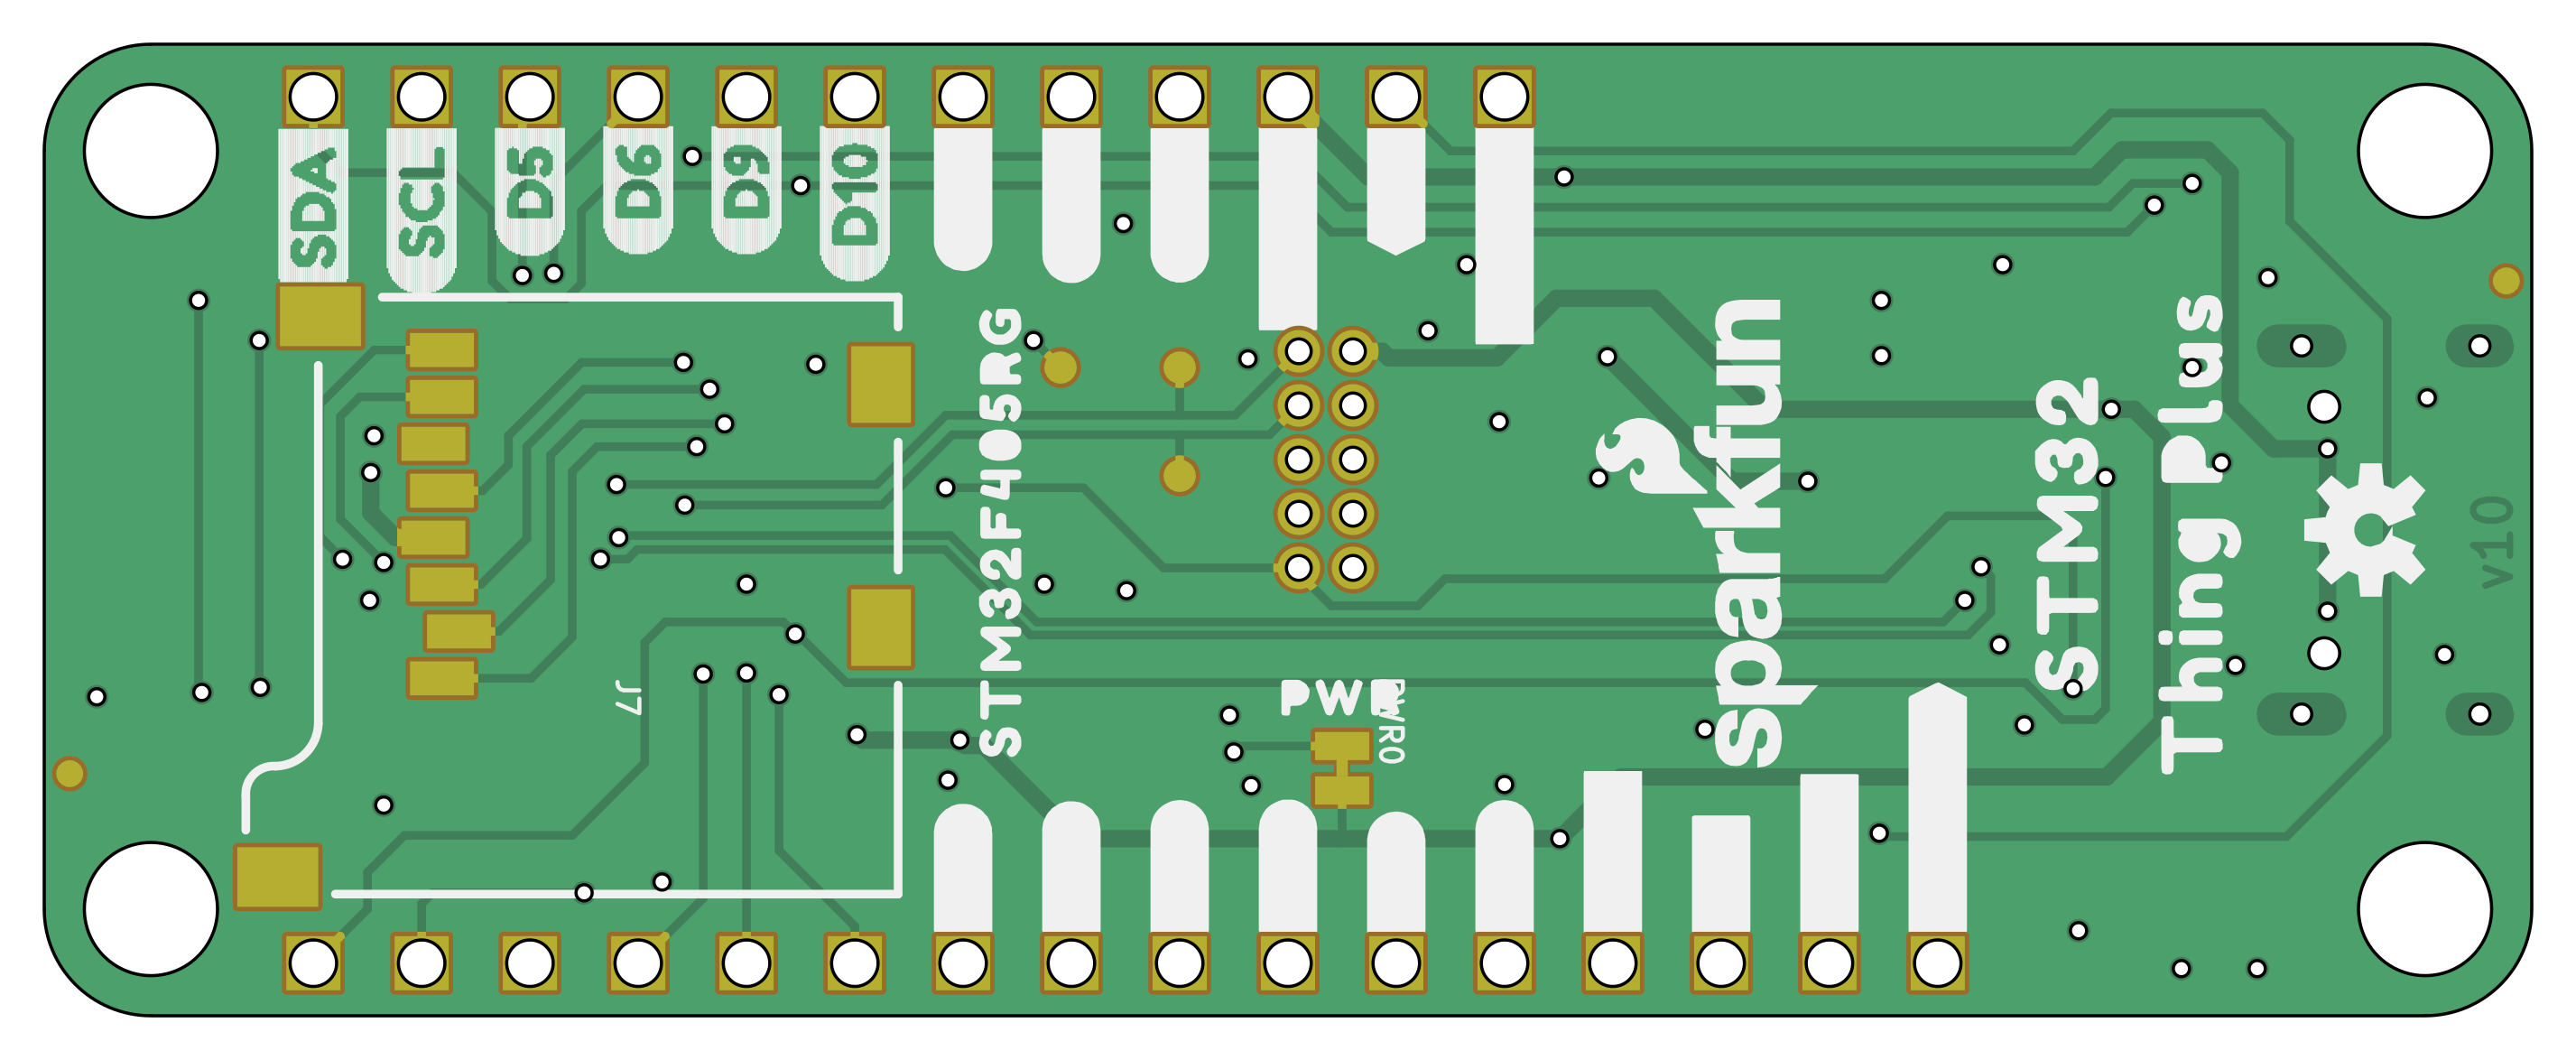 SDA
SCL
D5
D6
D9
D10
STM32F405RG
J7
PWR
PWR0
sparkfun
STM32
Thing Plus
v10